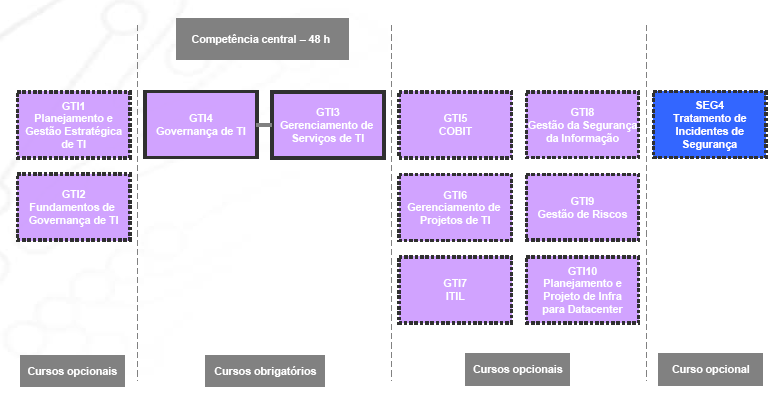 Competência central – 48 h
GTI1
Planejamento e
Gestão Estratégica
de TI
GTI2
Fundamentos de
Governança de TI
GTI4
Governança de TI
GTI3
Gerenciamento de
Serviços de TI
GTI5
COBIT
GTI8
Gestão da Segurança
da Informação
GTI6
Gerenciamento de
Projetos de TI
GTI9
Gestão de Riscos
GTI7
ITIL
GTI10
Planejamento e
Projeto de Infra
para Datacenter
SEG4
Tratamento de
Incidentes de
Segurança
Cursos opcionais
Cursos obrigatórios
Cursos opcionais
Curso opcional